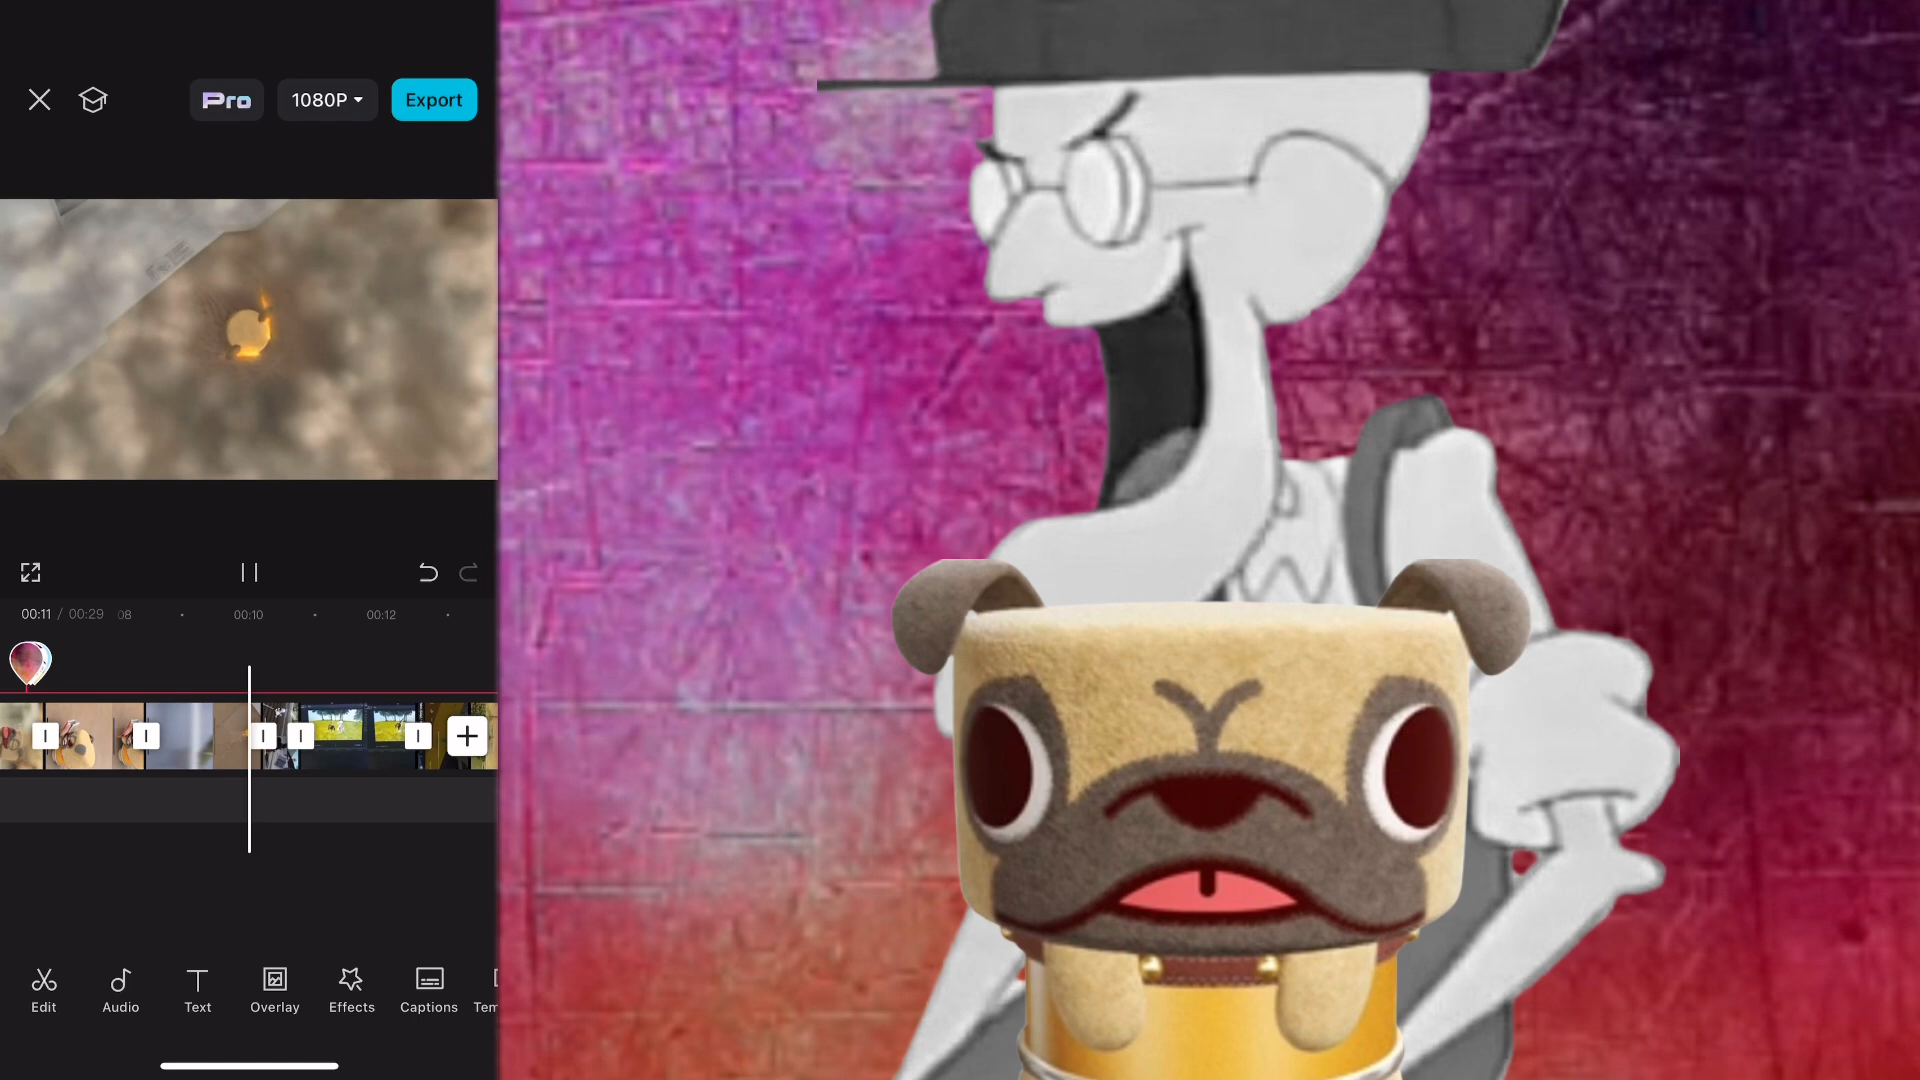 Pro
1080P
Export
00:11 / 00:29
08
00:10
00:12
Edit
Audio
Text
Overlay
Effects
Captions
Tem